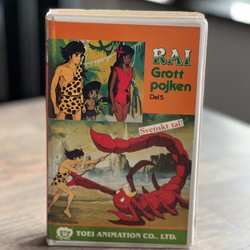 RAI
Grott
pojken
Del 5
Svenskt tal!
TOEI ANIMATION CO., LTD.